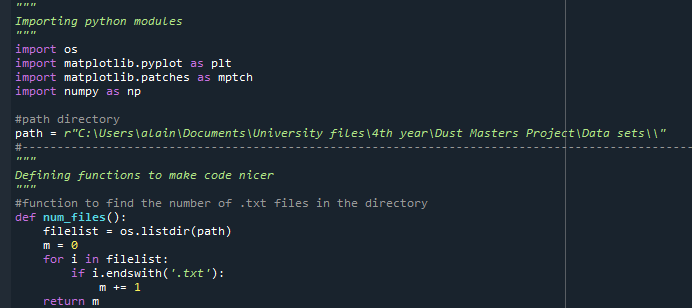 """
Importing python modules
"""
import os
import matplotlib.pyplot as plt
import matplotlib.patches as mptch
import numpy as np
#path directory
path = r"C:\Users\alain\Documents\University files\4th year\Dust Masters Project\Data sets\\"
#----------------------------------------------------------------------------------------------------
"""
Defining functions to make code nicer
"""
#function to find the number of .txt files in the directory
def num_files():
    filelist = os.listdir(path)
    m = 0
    for i in filelist:
        if i.endswith('.txt'):
            m += 1
    return m